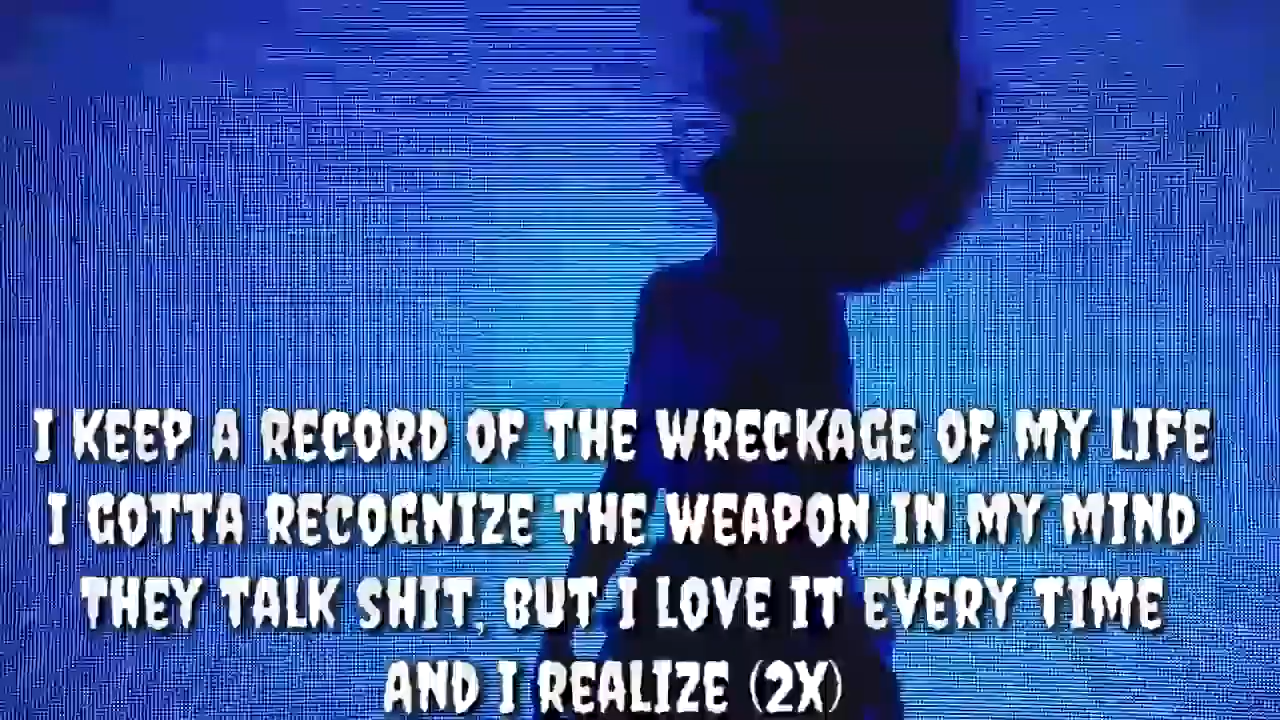 I KEEP A RECORD OF THE WRECKAGE OF MY LIFE
I GOTTA RECOGNIZE THE WEAPON IN MY MIND
THEY TALK SHIT, BUT I LOVE IT EVERY TIME
AND I REALIZE (2X)